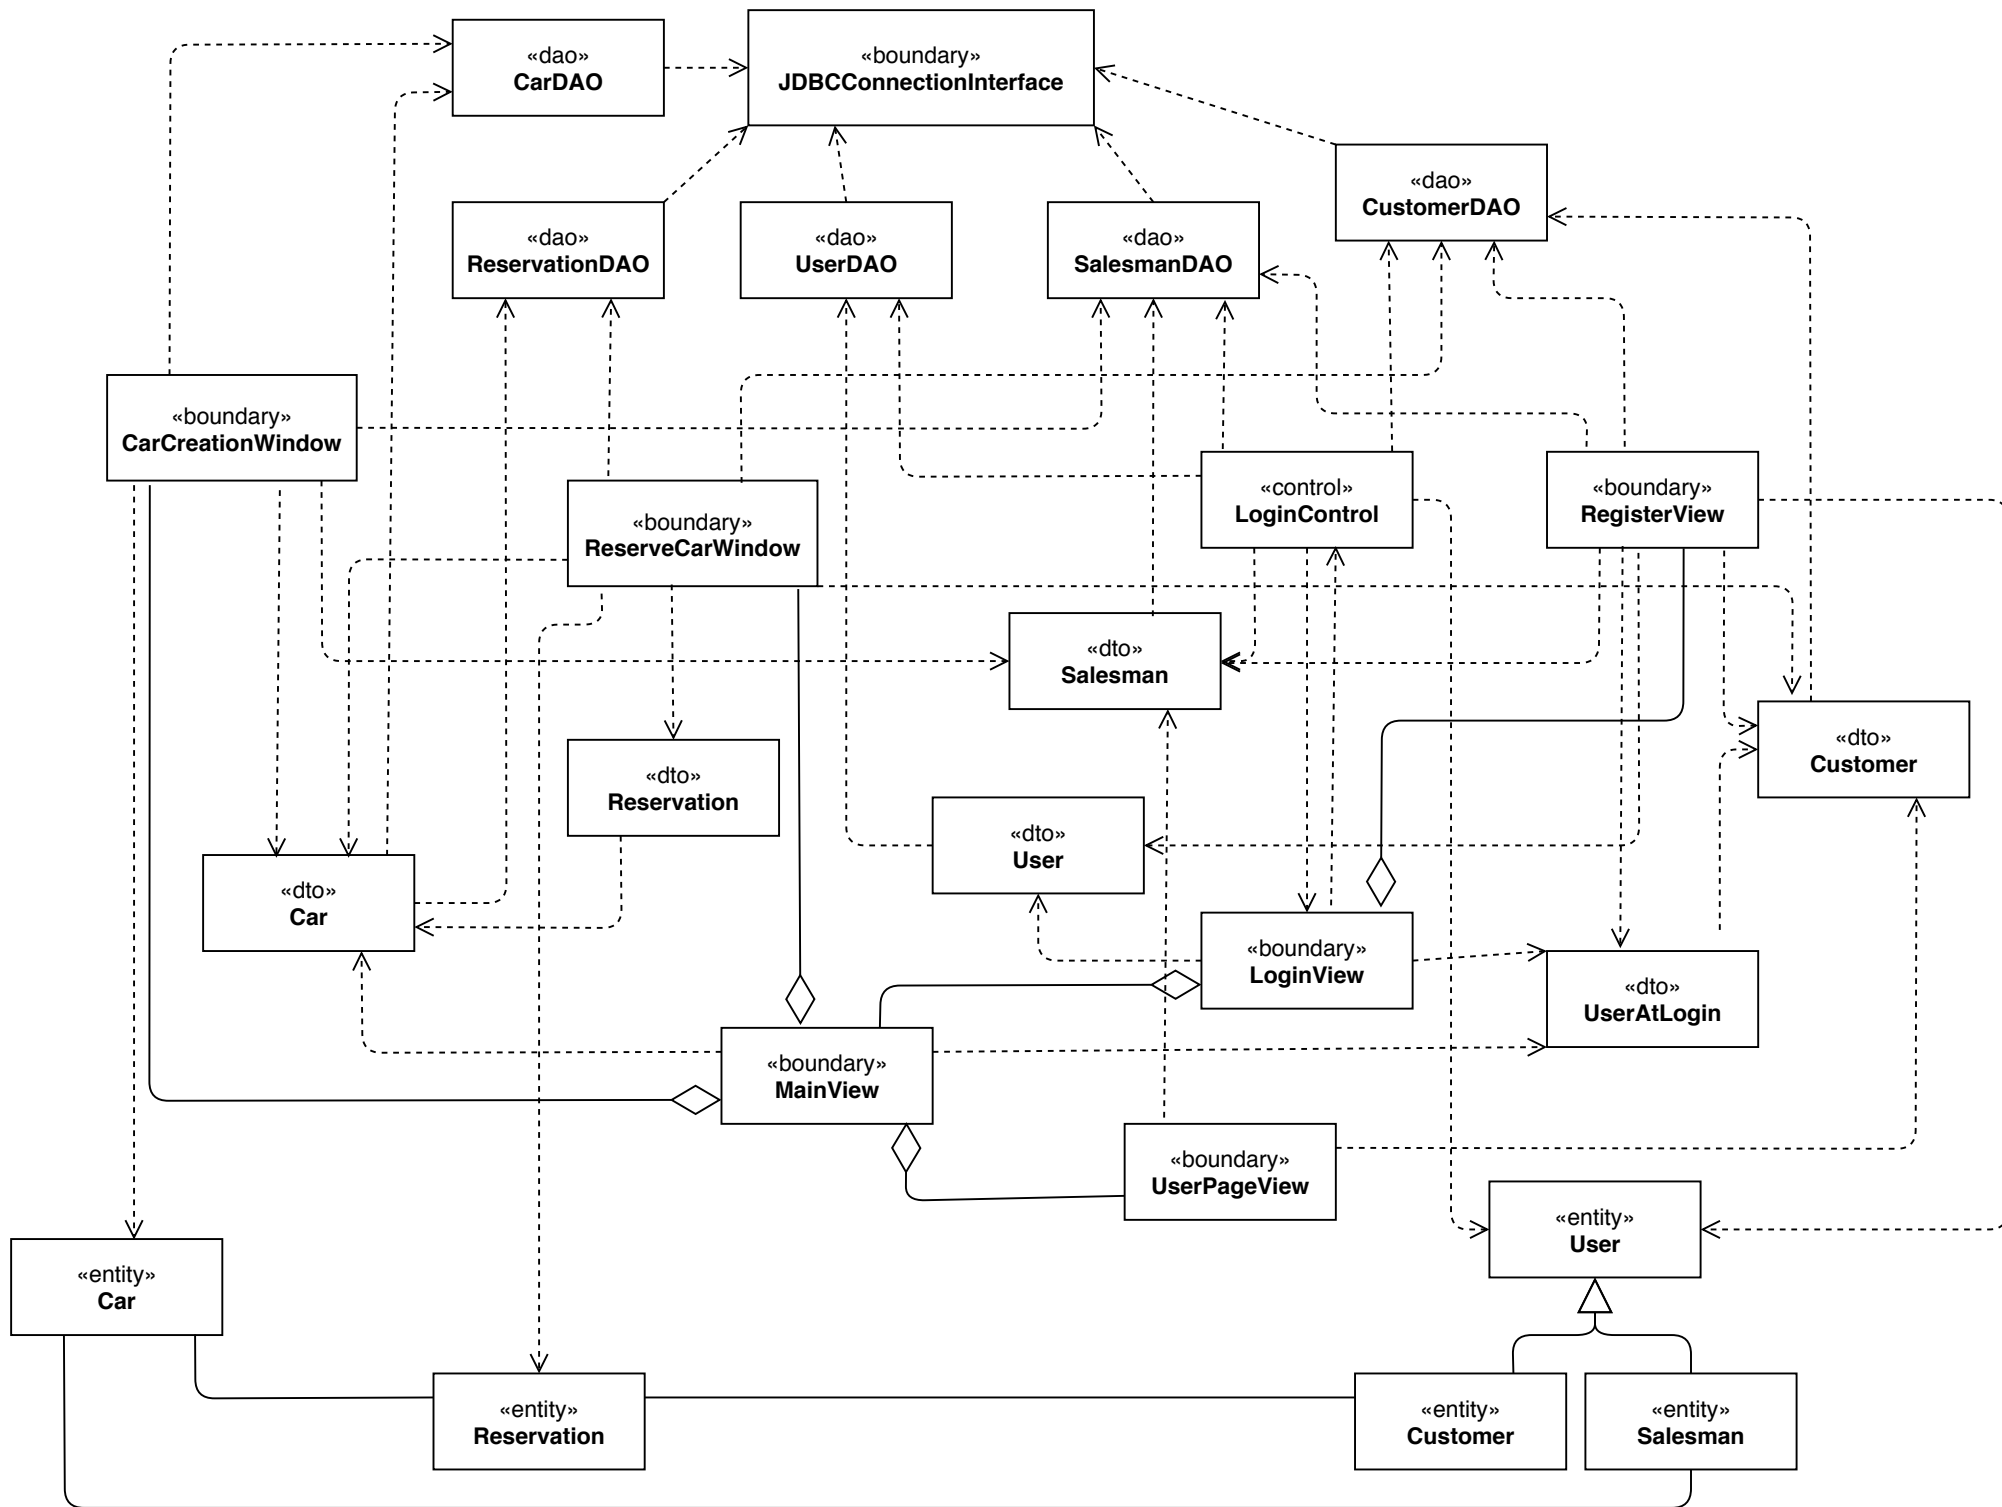 «dao»
CarDAO
«boundary»
JDBCConnectionInterface
«dao»
CustomerDAO
«dao»
ReservationDAO
«dao»
UserDAO
«dao»
SalesmanDAO
«boundary»
CarCreationWindow
«boundary»
ReserveCarWindow
«control»
LoginControl
«boundary»
RegisterView
«dto»
Salesman
«dto»
Customer
«dto»
Reservation
«dto»
User
«dto»
Car
«boundary»
LoginView
«dto»
UserAtLogin
«boundary»
MainView
«boundary»
UserPageView
«entity»
User
«entity»
Car
«entity»
Reservation
«entity»
Customer
«entity»
Salesman